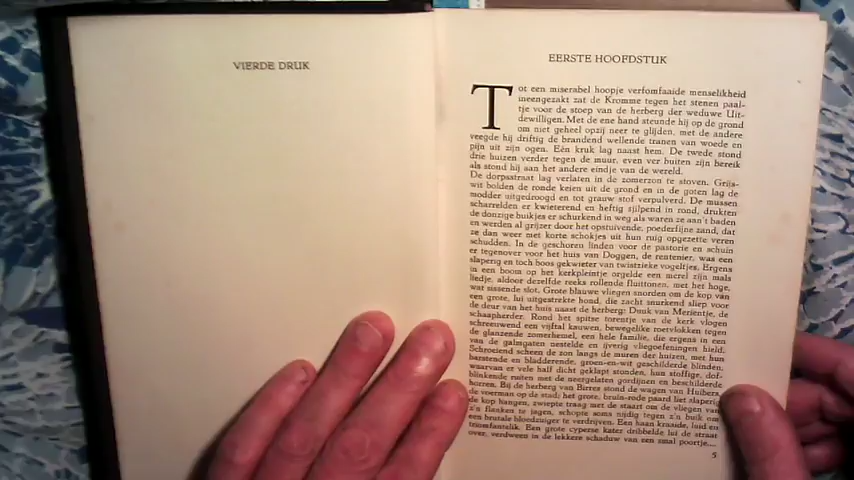 VIERDE DRUK
EERSTE HOOFDSTUK
Tot een miserabel hoopje verfomfaaide menselikheid
ineengezakt zat de Kromme tegen het stenen paal-
tje voor de stoep van de herberg der weduwe Uit-
dewilligen. Met de ene hand steunde hij op de grond
om niet geheel opzij neer te glijden, met de andere
veegde hij driftig de brandend wellende tranen van woede en
pijn uit zijn ogen. Eén kruk lag naast hem. De twede stond
drie huizen verder tegen de muur, even ver buiten zijn bereik
als stond hij aan het andere eindje van de wereld.
De dorpsstraat lag verlaten in de zomerzon te stoven. Grijs-
wit bolden de ronde keien uit de grond en in de goten lag de
modder uitgedroogd en tot grauw stof verpulverd. De mussen
scharrelden er kwieterend en heftig sjilpend in rond, drukten
de donzige buikjes er schurkend in weg als waren ze aan't baden
en werden al grijzer door het opstuivende, poederfijne zand, dat
ze dan weer met korte schokjes uit hun ruig opgezette veren
schudden. In de geschoren linden voor de pastorie en schuin
er tegenover voor het huis van Doggen, de rentenier, was een
slaperig en toch boos gekwieter van twistzieke vogeltjes. Ergens
in een boom op het kerkpleintje orgelde een merel zijn mals
liedje, aldoor dezelfde reeks rollende fluittonen, met het hoge,
wat sissende slot. Grote blauwe vliegen snorden om de kop van
een grote, lui uitgestrekte hond, die zacht snurkend sliep voor
de deur van het huis naast de herberg: Duuk van Merientje, de
schaapherder. Rond het spitse torentje van de kerk vlogen
schreeuwend een vijftal kauwen, bewegelike roetvlokken tegen
de glanzende zomerhemel, een hele familie, die ergens in een
van de galmgaten nestelde en ijverig vliegoefeningen hield.
Schroeiend scheen de zon langs de muren der huizen, met hun
barstende en bladderende, groen-en-wit geschilderde blinden,
waarvan er vele half dicht geklapt stonden, hun stoffige, dof-
blinkende ruiten met de neergelaten gordijnen en beschilderde
horren. Bij de herberg van Birres stond de wagen van Huibers
de voerman op de stad; het grote, bruin-rode paard liet slaperig
de kop hangen, zwiepte traag met de staart om de vliegen van
z'n flanken te jagen, schopte soms nijdig tegen z'n buik om
een brutale bloedzuiger te verdrijven. Een haan kraaide, luid en
triomfantelik. Een grote cyperse kater dribbelde lui de straat
over, verdween in de lekkere schaduw van een smal poortje....
5